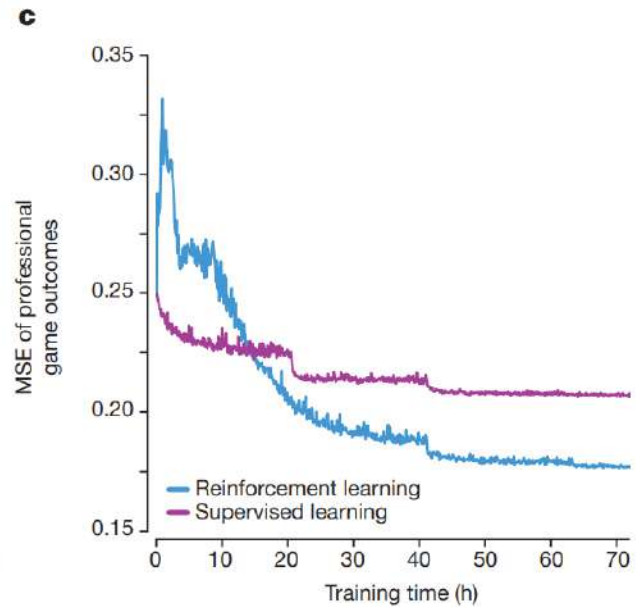 c
0.35
0.30
0.25
0.20
0.15
MSE of professional
game outcomes
Reinforcement learning
Supervised learning
0 10 20 30 40 50 60 70
Training time (h)